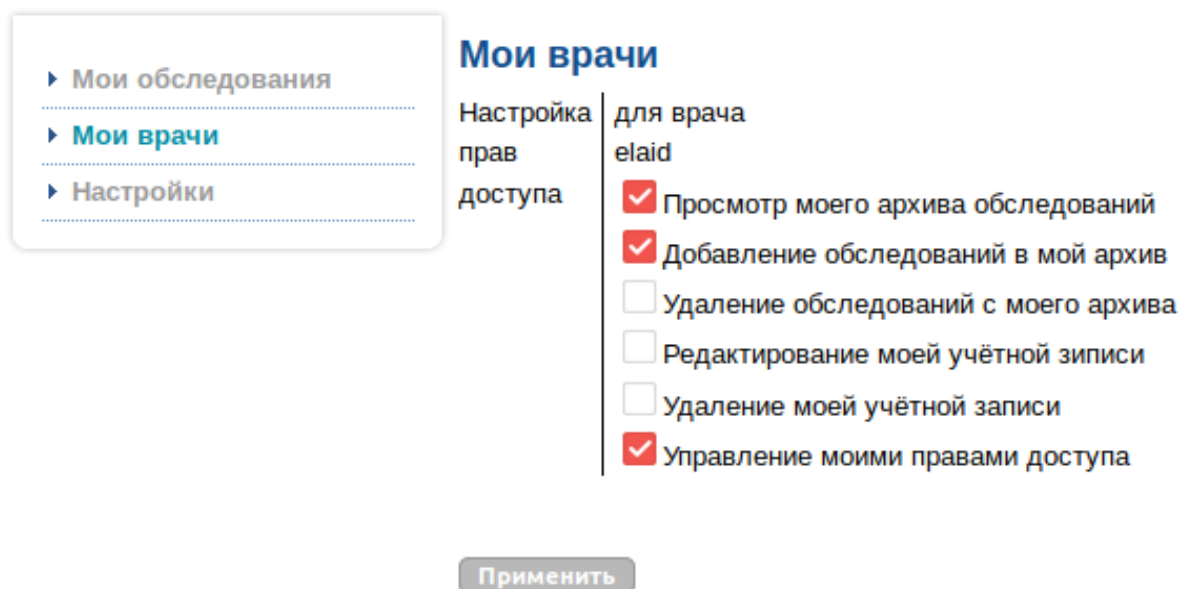 Мои обследования
Мои врачи
Настройки
Мои врачи
Настройка
прав
доступа
для врача
elaid
Просмотр моего архива обследований
Добавление обследований в мой архив
Удаление обследований с моего архива
Редактирование моей учётной зиписи
Удаление моей учётной записи
Управление моими правами доступа
Применить